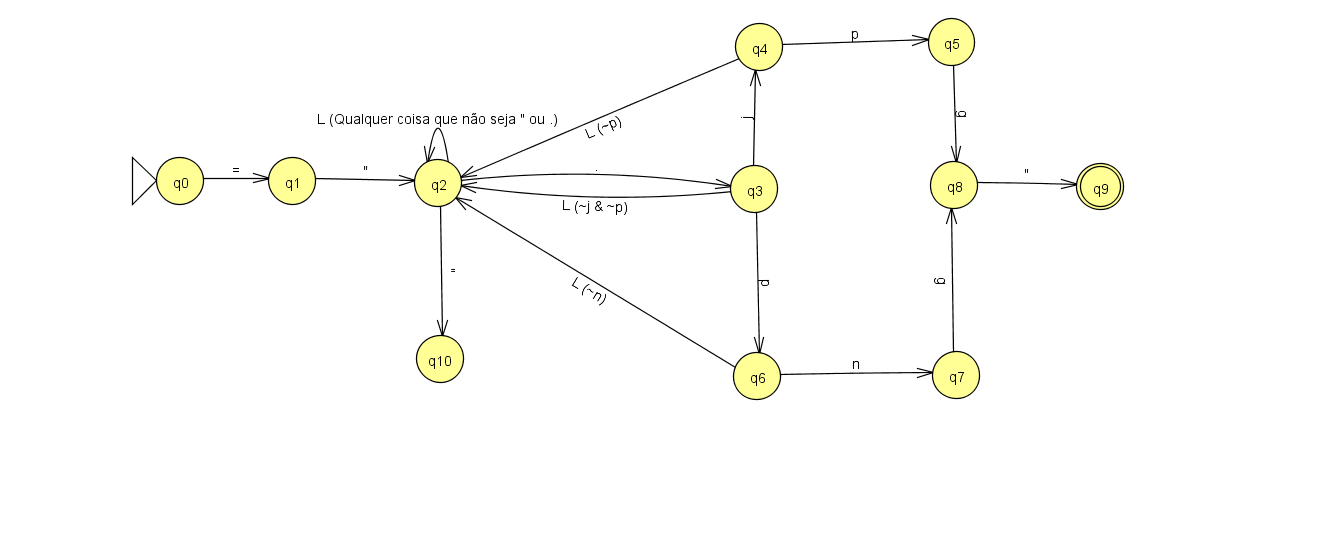 q4
p
q5
L (Qualquer coisa que não seja " ou .)
L (~p)
j
g
q0
=
q1
"
q2
.
q3
L (~j & ~p)
q8
"
q9
"
L (~n)
p
g
q10
q6
n
q7